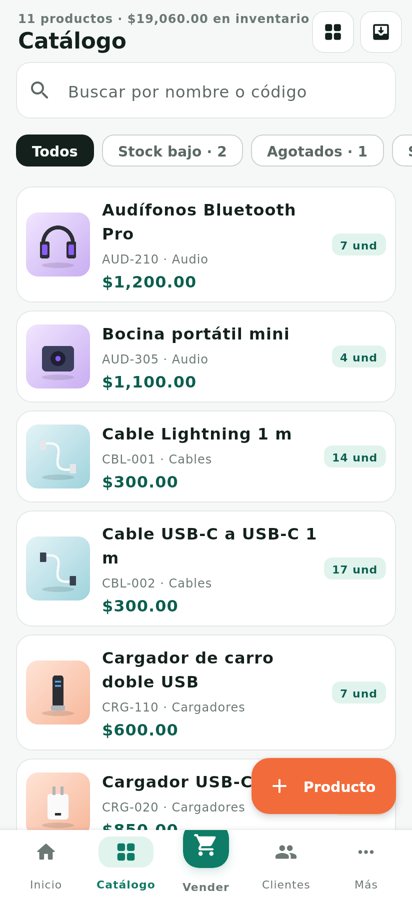 11 productos · $19,060.00 en inventario
Catálogo
Buscar por nombre o código
Todos
Stock bajo · 2
Agotados · 1
Audífonos Bluetooth
Pro
AUD-210 · Audio
$1,200.00
7 und
Bocina portátil mini
AUD-305 · Audio
$1,100.00
4 und
Cable Lightning 1 m
CBL-001 · Cables
$300.00
14 und
Cable USB-C a USB-C 1
m
CBL-002 · Cables
$300.00
17 und
Cargador de carro
doble USB
CRG-110 · Cargadores
$600.00
7 und
Cargador USB-C
CRG-020 · Cargadores
$850.00
+ Producto
Inicio
Catálogo
Vender
Clientes
Más